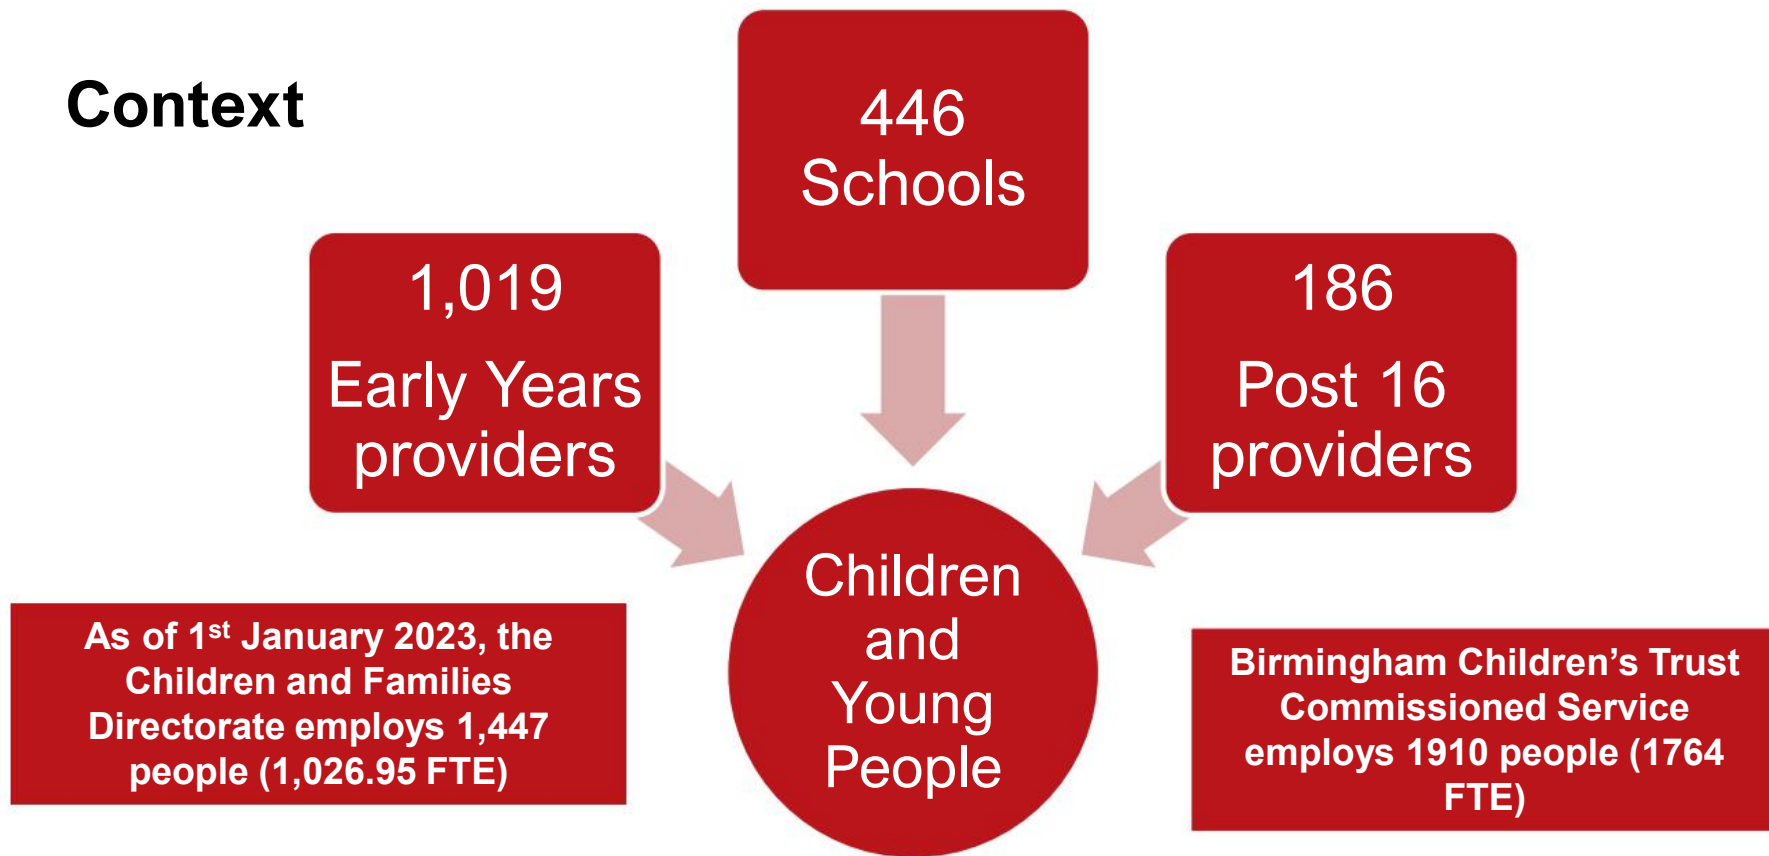 Context
446
Schools
1,019
Early Years
providers
186
Post 16
providers
Children
and
Young
People
As of 1st January 2023, the
Children and Families
Directorate employs 1,447
people (1,026.95 FTE)
Birmingham Children’s Trust
Commissioned Service
employs 1910 people (1764
FTE)